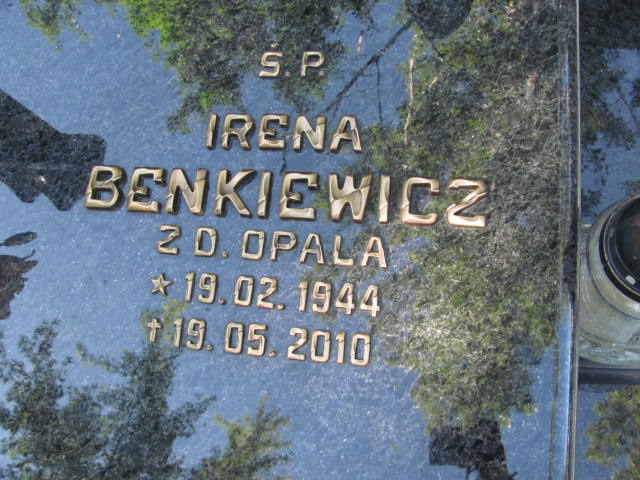 Ś.P.
IRENA
BENKIEWICZ
Z D. OPALA
★ 19.02.1944
✝ 19.05.2010